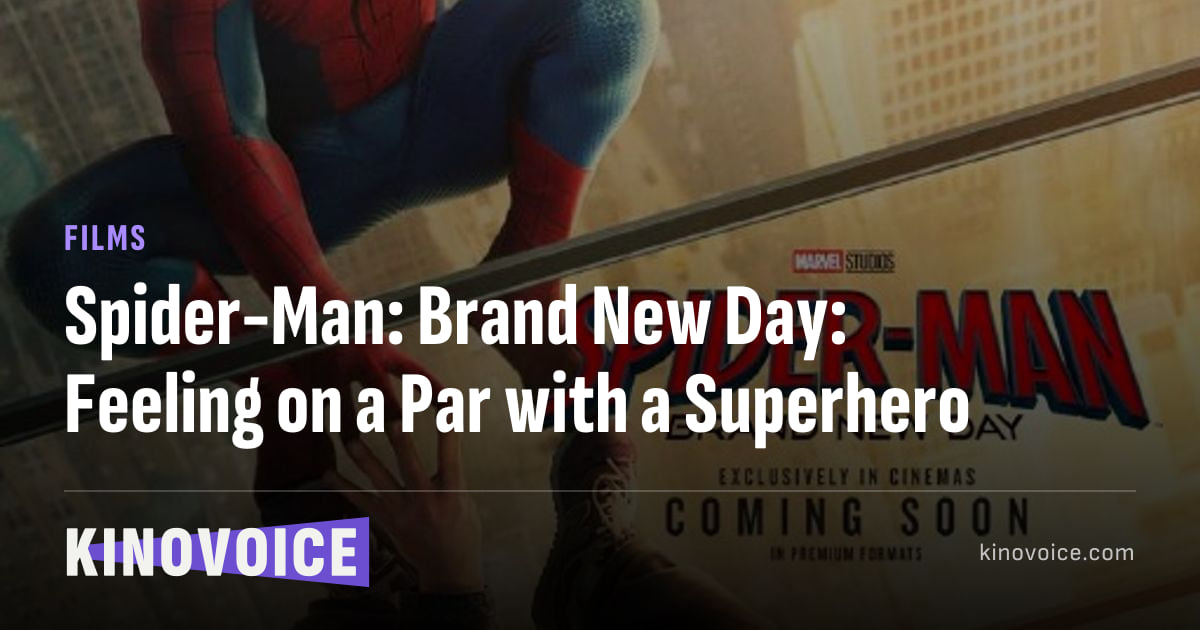 FILMS
Spider-Man: Brand New Day:
Feeling on a Par with a Superhero
MARVEL STUDIOS
SPIDER-MAN
BRAND NEW DAY
EXCLUSIVELY IN CINEMAS
COMING SOON
IN PREMIUM FORMATS
KINOVOICE
kinovoice.com